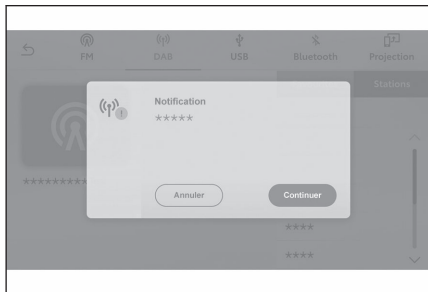 FM
DAB
USB
Bluetooth
Projection
Stations
Notification
*****
Annuler
Continuer
**********
****
****